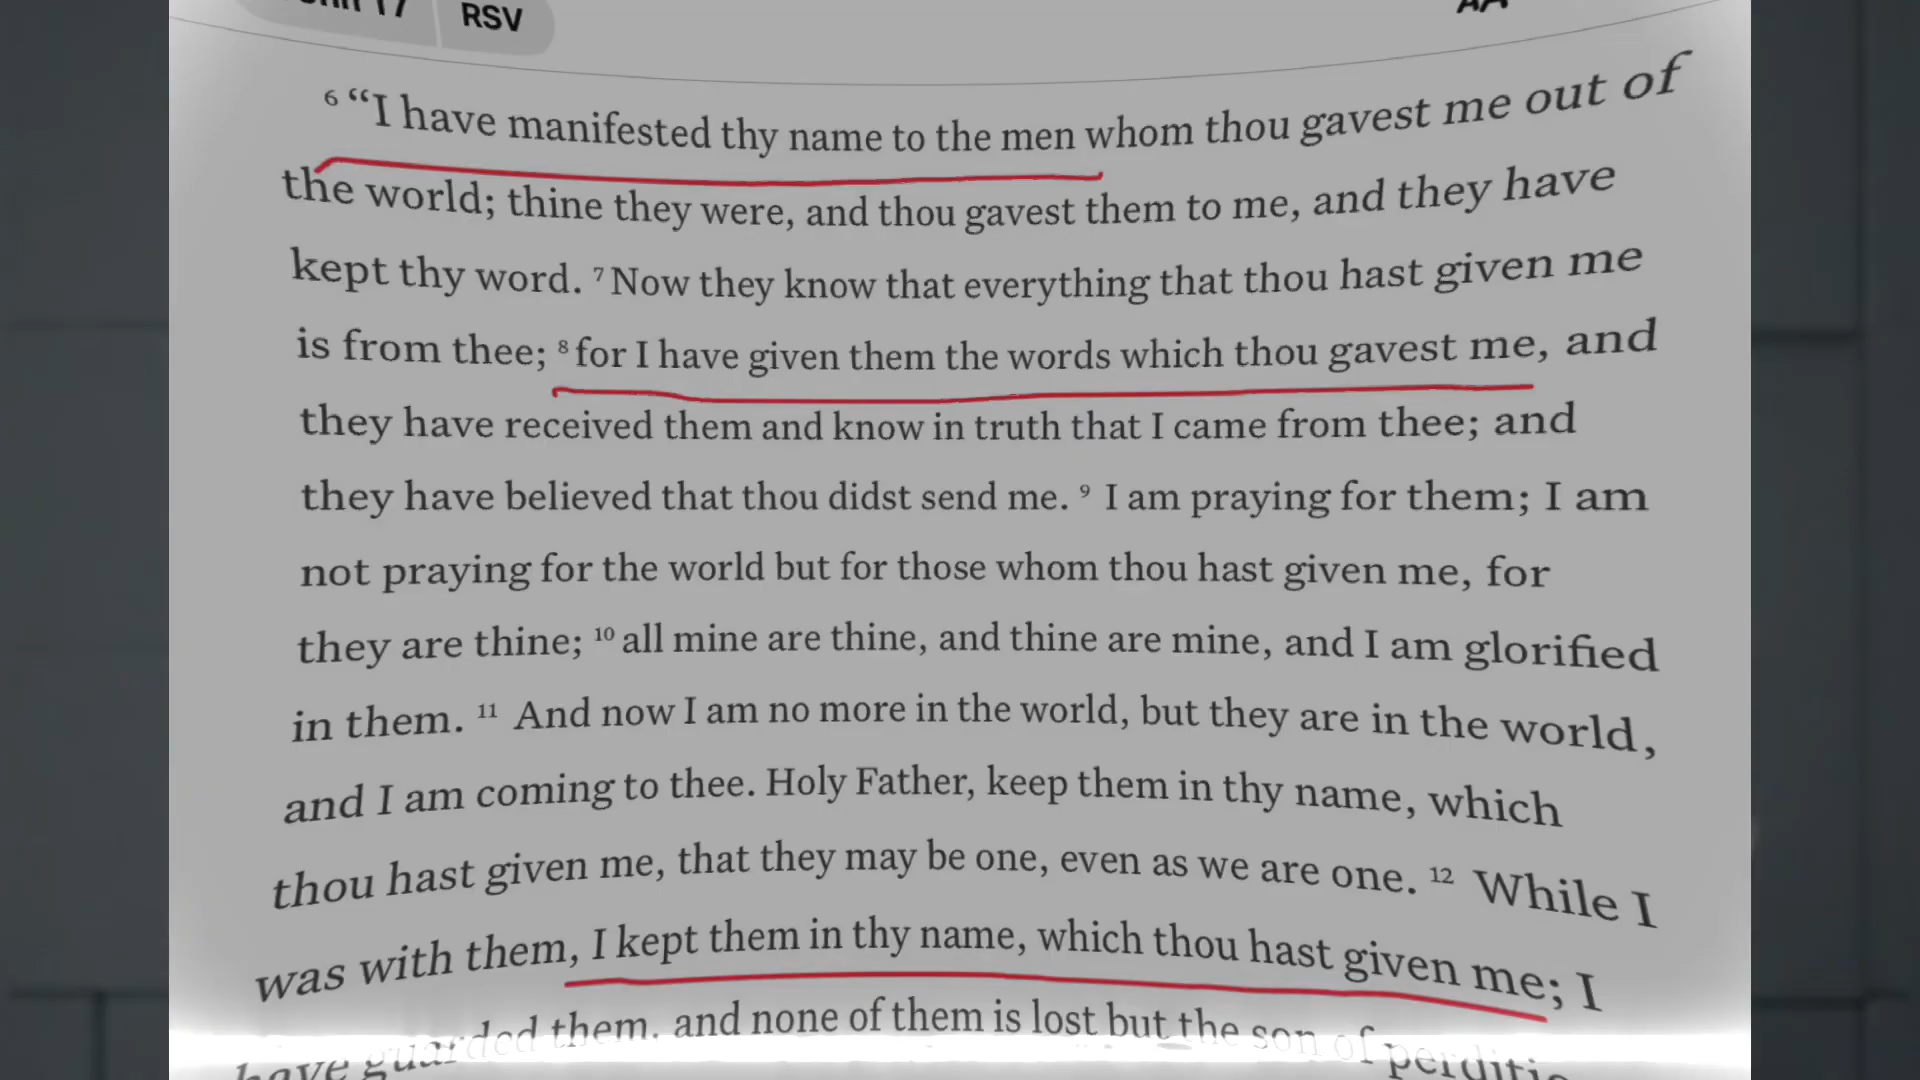 17 RSV
6 “I have manifested thy name to the men whom thou gavest me out of
the world; thine they were, and thou gavest them to me, and they have
kept thy word. 7 Now they know that everything that thou hast given me
is from thee; 8 for I have given them the words which thou gavest me, and
they have received them and know in truth that I came from thee; and
they have believed that thou didst send me. 9 I am praying for them; I am
not praying for the world but for those whom thou hast given me, for
they are thine; 10 all mine are thine, and thine are mine, and I am glorified
in them. 11 And now I am no more in the world, but they are in the world,
and I am coming to thee. Holy Father, keep them in thy name, which
thou hast given me, that they may be one, even as we are one. 12 While I
was with them, I kept them in thy name, which thou hast given me; I
have guarded them, and none of them is lost but the son of